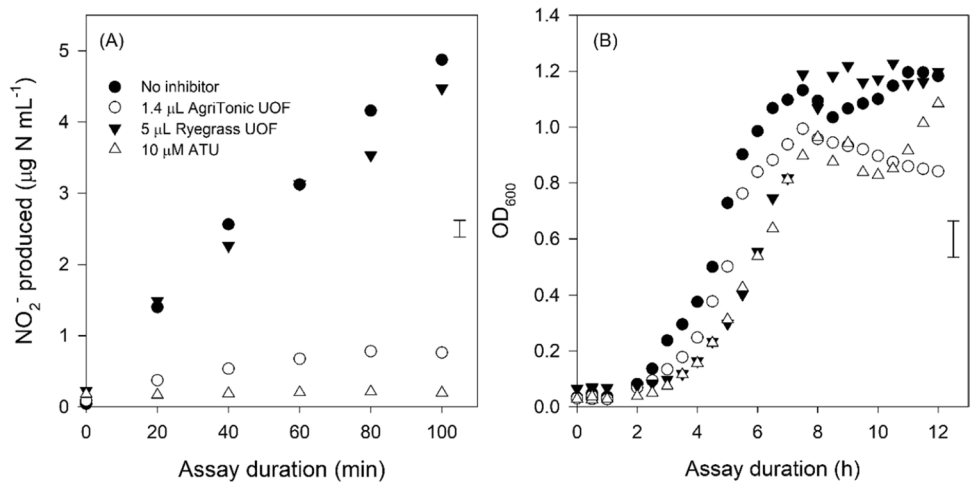 (A)
No inhibitor
1.4 μL AgriTonic UOF
5 μL Ryegrass UOF
10 μM ATU
NO₂⁻ produced (μg N mL⁻¹)
5
4
3
2
1
0
0 20 40 60 80 100
Assay duration (min)
(B)
OD₆₀₀
1.4
1.2
1.0
0.8
0.6
0.4
0.2
0.0
0 2 4 6 8 10 12
Assay duration (h)